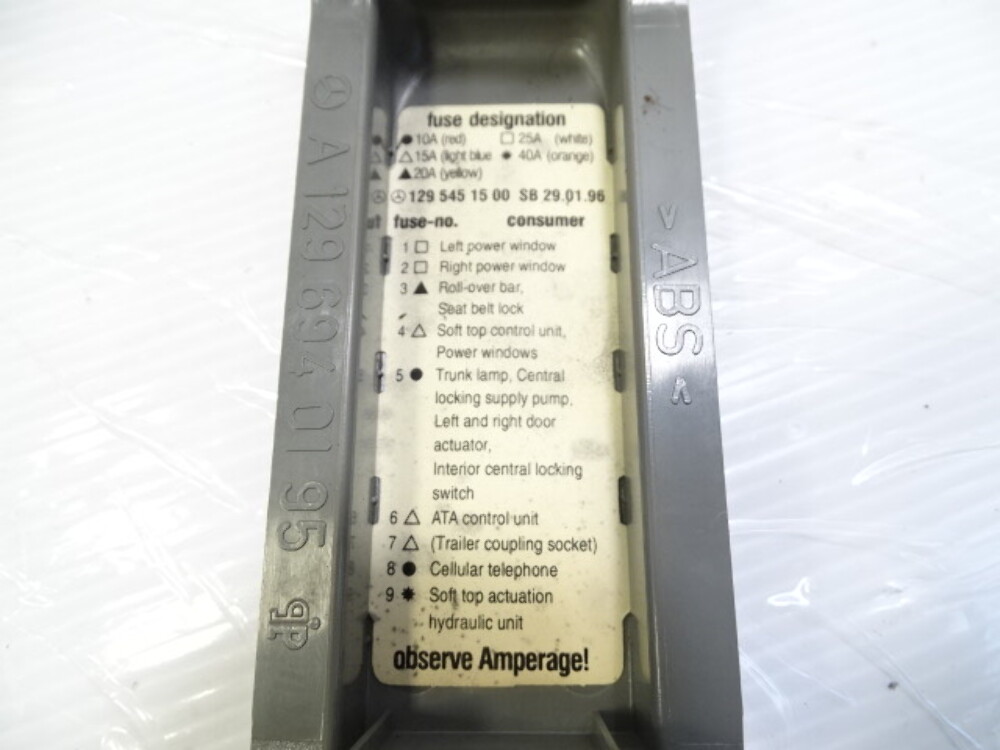 fuse designation
● 10A (red) □ 25A (white)
△ 15A (light blue ✸ 40A (orange)
▲ 20A (yellow)
129 545 15 00 SB 29.01.96
fuse-no. consumer
1 □ Left power window
2 □ Right power window
3 ▲ Roll-over bar,
Seat belt lock
4 △ Soft top control unit,
Power windows
5 ● Trunk lamp, Central
locking supply pump,
Left and right door
actuator,
Interior central locking
switch
6 △ ATA control unit
7 △ (Trailer coupling socket)
8 ● Cellular telephone
9 ✸ Soft top actuation
hydraulic unit
observe Amperage!
A 129 694 01 95
>ABS<